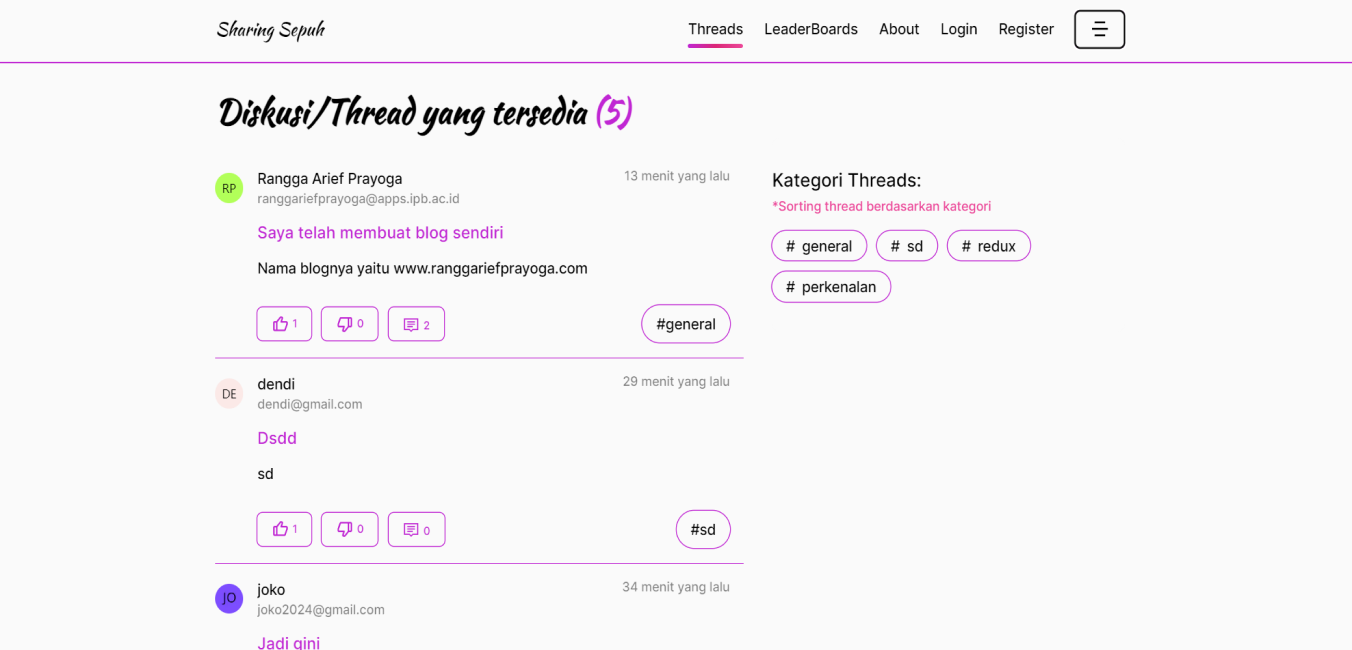 Sharing Sepuh
Threads LeaderBoards About Login Register
Diskusi/Thread yang tersedia (5)
RP
Rangga Arief Prayoga
13 menit yang lalu
ranggariefprayoga@apps.ipb.ac.id
Saya telah membuat blog sendiri
Nama blognya yaitu www.ranggariefprayoga.com
1 0 2
#general
DE
dendi
29 menit yang lalu
dendi@gmail.com
Dsdd
sd
1 0 0
#sd
JO
joko
34 menit yang lalu
joko2024@gmail.com
Jadi gini
Kategori Threads:
*Sorting thread berdasarkan kategori
# general # sd # redux
# perkenalan